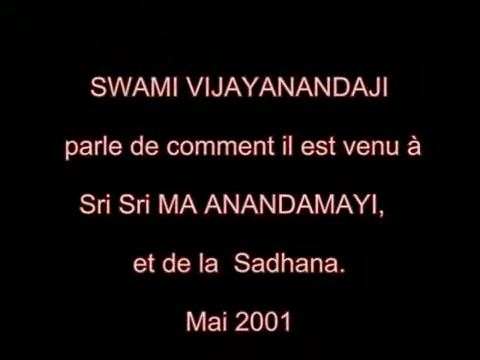 SWAMI VIJAYANANDAJI
parle de comment il est venu à
Sri Sri MA ANANDAMAYI,
et de la Sadhana.
Mai 2001